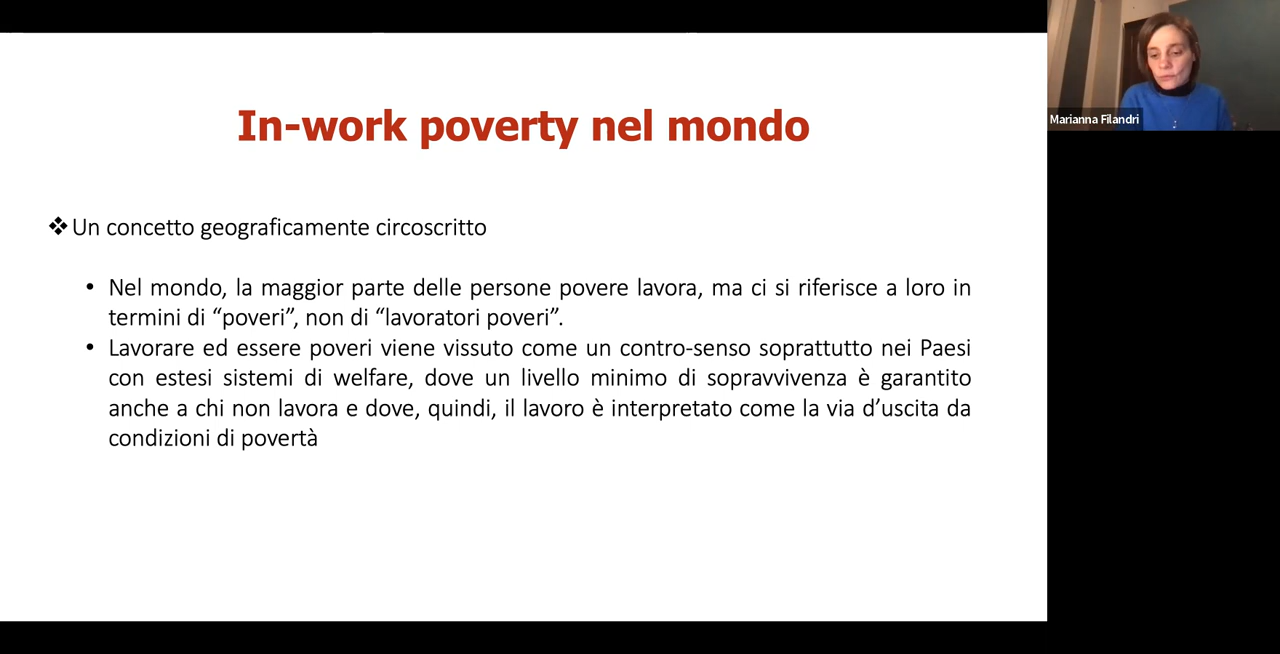 In-work poverty nel mondo
Marianna Filandri
❖Un concetto geograficamente circoscritto
• Nel mondo, la maggior parte delle persone povere lavora, ma ci si riferisce a loro in
termini di “poveri”, non di “lavoratori poveri”.
• Lavorare ed essere poveri viene vissuto come un contro-senso soprattutto nei Paesi
con estesi sistemi di welfare, dove un livello minimo di sopravvivenza è garantito
anche a chi non lavora e dove, quindi, il lavoro è interpretato come la via d’uscita da
condizioni di povertà